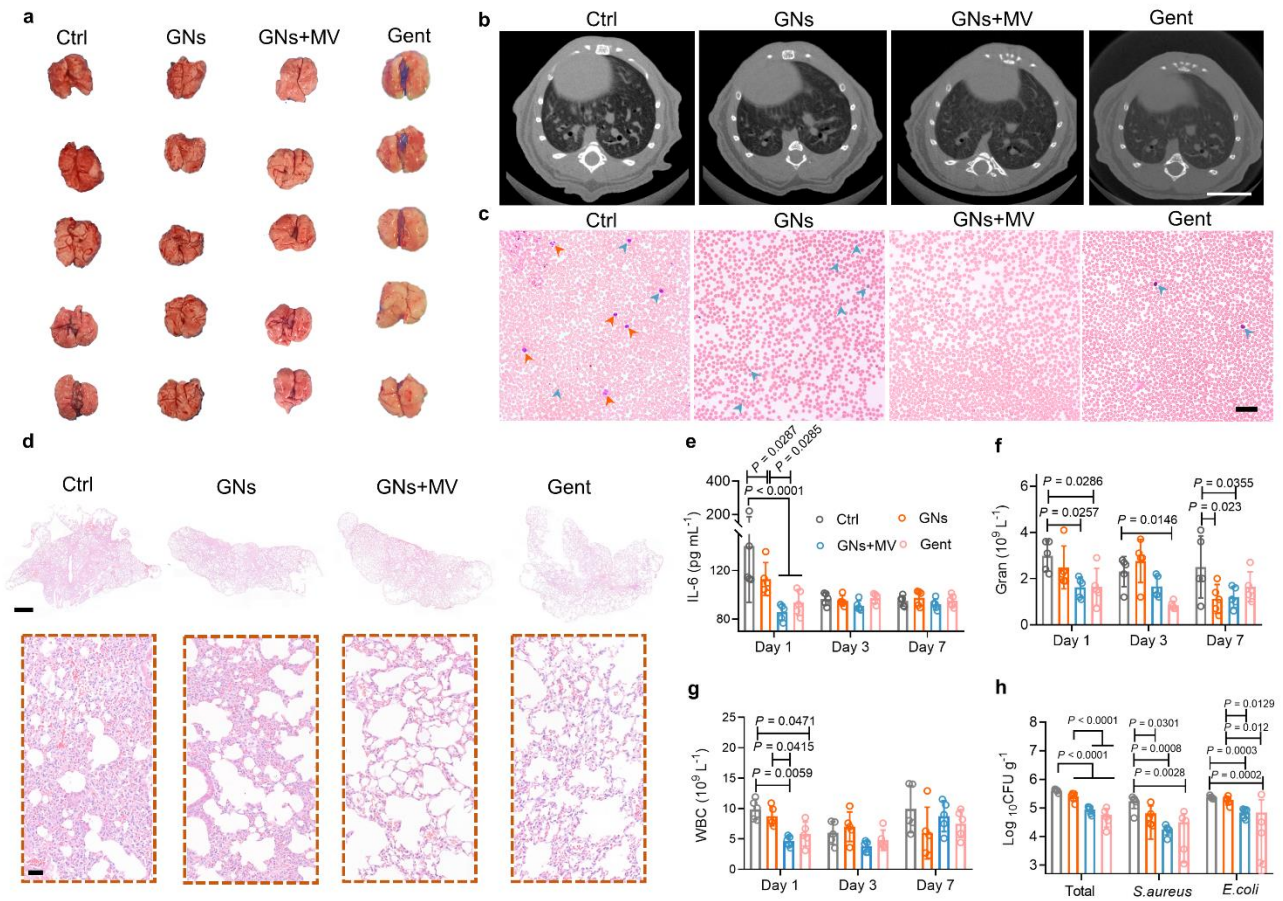 a
Ctrl GNs GNs+MV Gent
b
Ctrl GNs GNs+MV Gent
c
Ctrl GNs GNs+MV Gent
d
Ctrl GNs GNs+MV Gent
e
P = 0.0287
P = 0.0285
P < 0.0001
400
200
120
80
IL-6 (pg mL⁻¹)
Ctrl GNs
GNs+MV Gent
Day 1 Day 3 Day 7
f
P = 0.0286
P = 0.0257
P = 0.0146
P = 0.0355
P = 0.023
6
4
2
0
Gran (10⁹ L⁻¹)
Day 1 Day 3 Day 7
g
P = 0.0471
P = 0.0415
P = 0.0059
25
20
15
10
5
0
WBC (10⁹ L⁻¹)
Day 1 Day 3 Day 7
h
P < 0.0001
P < 0.0001
P = 0.0301
P = 0.0008
P = 0.0028
P = 0.0129
P = 0.012
P = 0.0003
P = 0.0002
8
7
6
5
4
3
Log ₁₀CFU g⁻¹
Total S.aureus E.coli